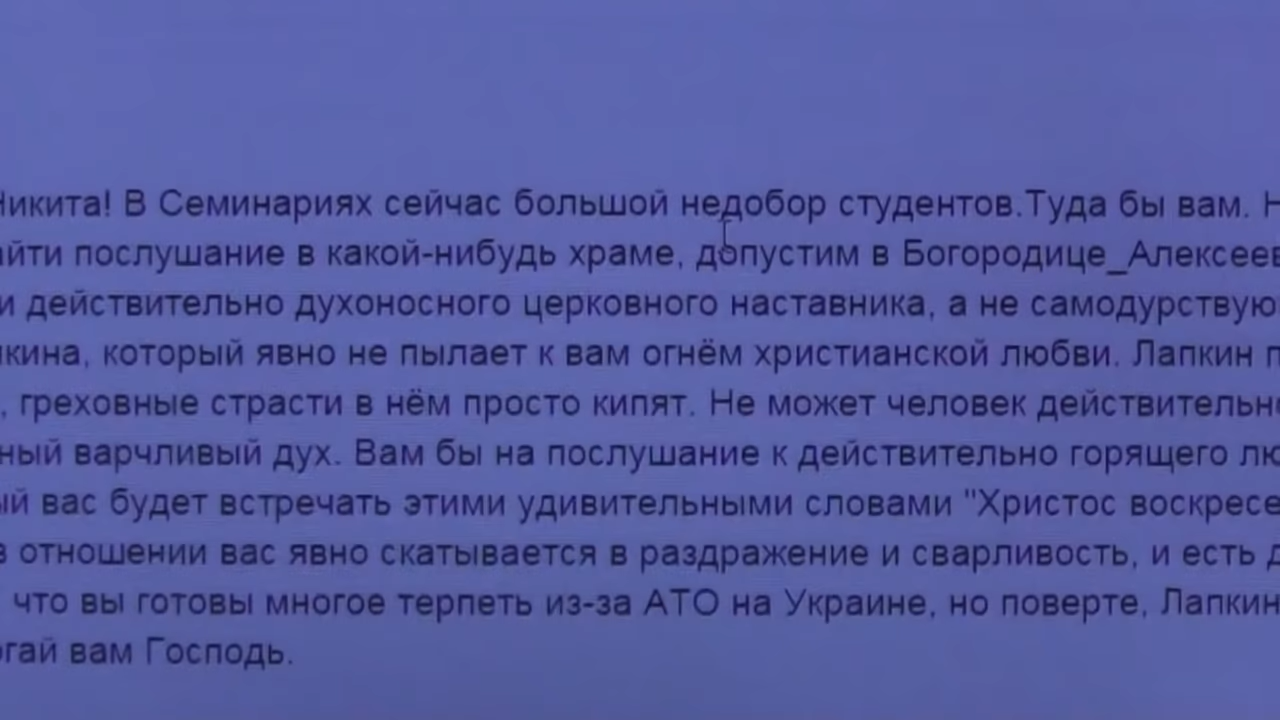 Никита! В Семинариях сейчас большой недобор студентов.Туда бы вам. Н
айти послушание в какой-нибудь храме, допустим в Богородице_Алексеев
и действительно духоносного церковного наставника, а не самодурствую
кина, который явно не пылает к вам огнём христианской любви. Лапкин п
, греховные страсти в нём просто кипят. Не может человек действительн
ный варчливый дух. Вам бы на послушание к действительно горящего лю
ый вас будет встречать этими удивительными словами "Христос воскресе
в отношении вас явно скатывается в раздражение и сварливость, и есть д
что вы готовы многое терпеть из-за АТО на Украине, но поверте, Лапкин
огай вам Господь.